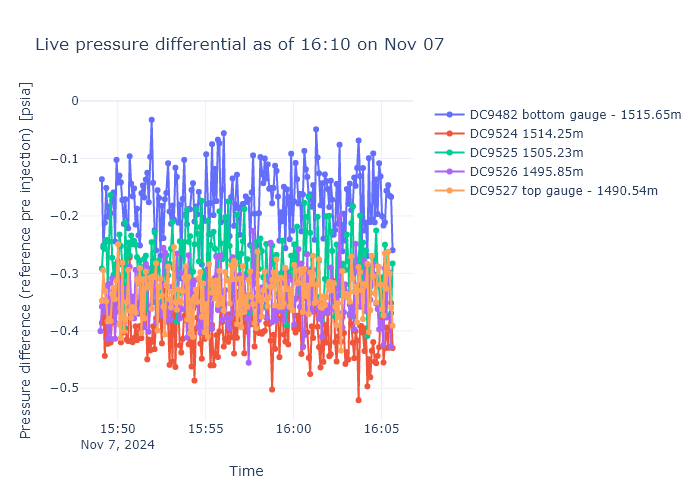 Live pressure differential as of 16:10 on Nov 07
Pressure difference (reference pre injection) [psia]
0
−0.1
−0.2
−0.3
−0.4
−0.5
15:50
15:55
16:00
16:05
Nov 7, 2024
Time
DC9482 bottom gauge - 1515.65m
DC9524 1514.25m
DC9525 1505.23m
DC9526 1495.85m
DC9527 top gauge - 1490.54m